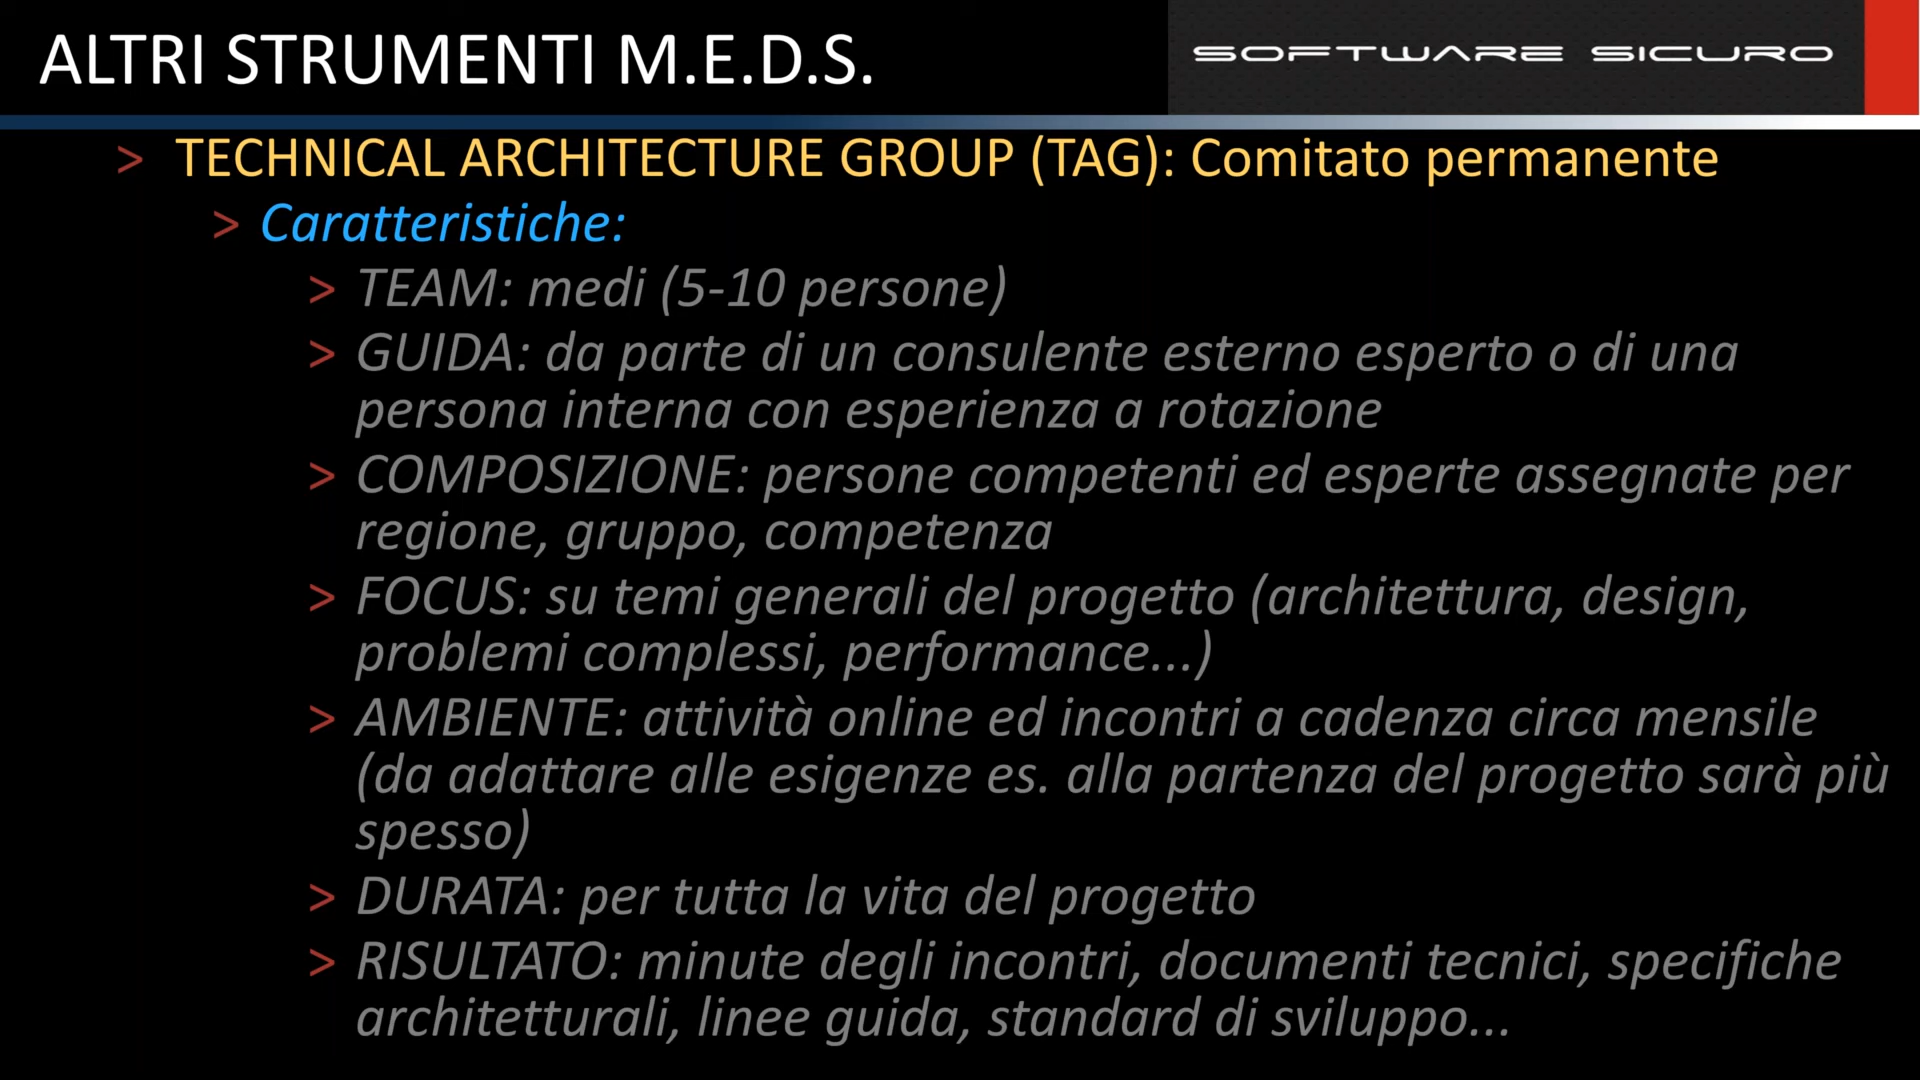 ALTRI STRUMENTI M.E.D.S.
SOFTWARE SICURO
> TECHNICAL ARCHITECTURE GROUP (TAG): Comitato permanente
> Caratteristiche:
> TEAM: medi (5-10 persone)
> GUIDA: da parte di un consulente esterno esperto o di una
persona interna con esperienza a rotazione
> COMPOSIZIONE: persone competenti ed esperte assegnate per
regione, gruppo, competenza
> FOCUS: su temi generali del progetto (architettura, design,
problemi complessi, performance...)
> AMBIENTE: attività online ed incontri a cadenza circa mensile
(da adattare alle esigenze es. alla partenza del progetto sarà più
spesso)
> DURATA: per tutta la vita del progetto
> RISULTATO: minute degli incontri, documenti tecnici, specifiche
architetturali, linee guida, standard di sviluppo...